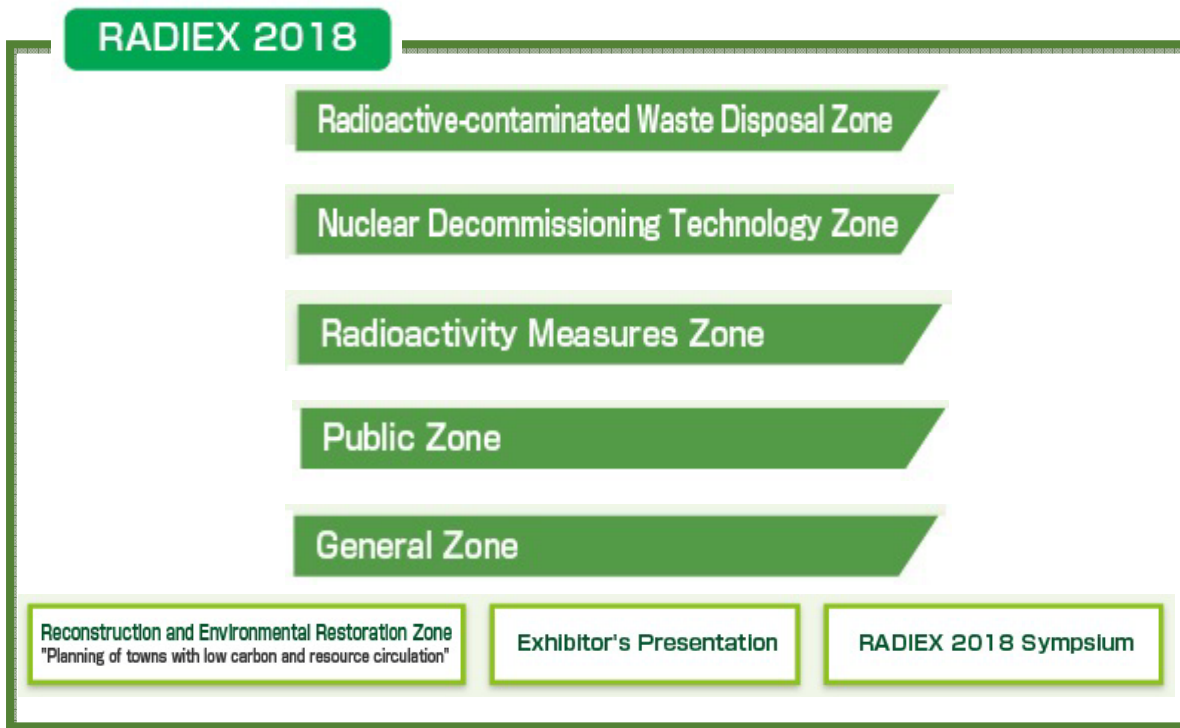 RADIEX 2018
Radioactive-contaminated Waste Disposal Zone
Nuclear Decommissioning Technology Zone
Radioactivity Measures Zone
Public Zone
General Zone
Reconstruction and Environmental Restoration Zone
"Planning of towns with low carbon and resource circulation"
Exhibitor's Presentation
RADIEX 2018 Sympsium